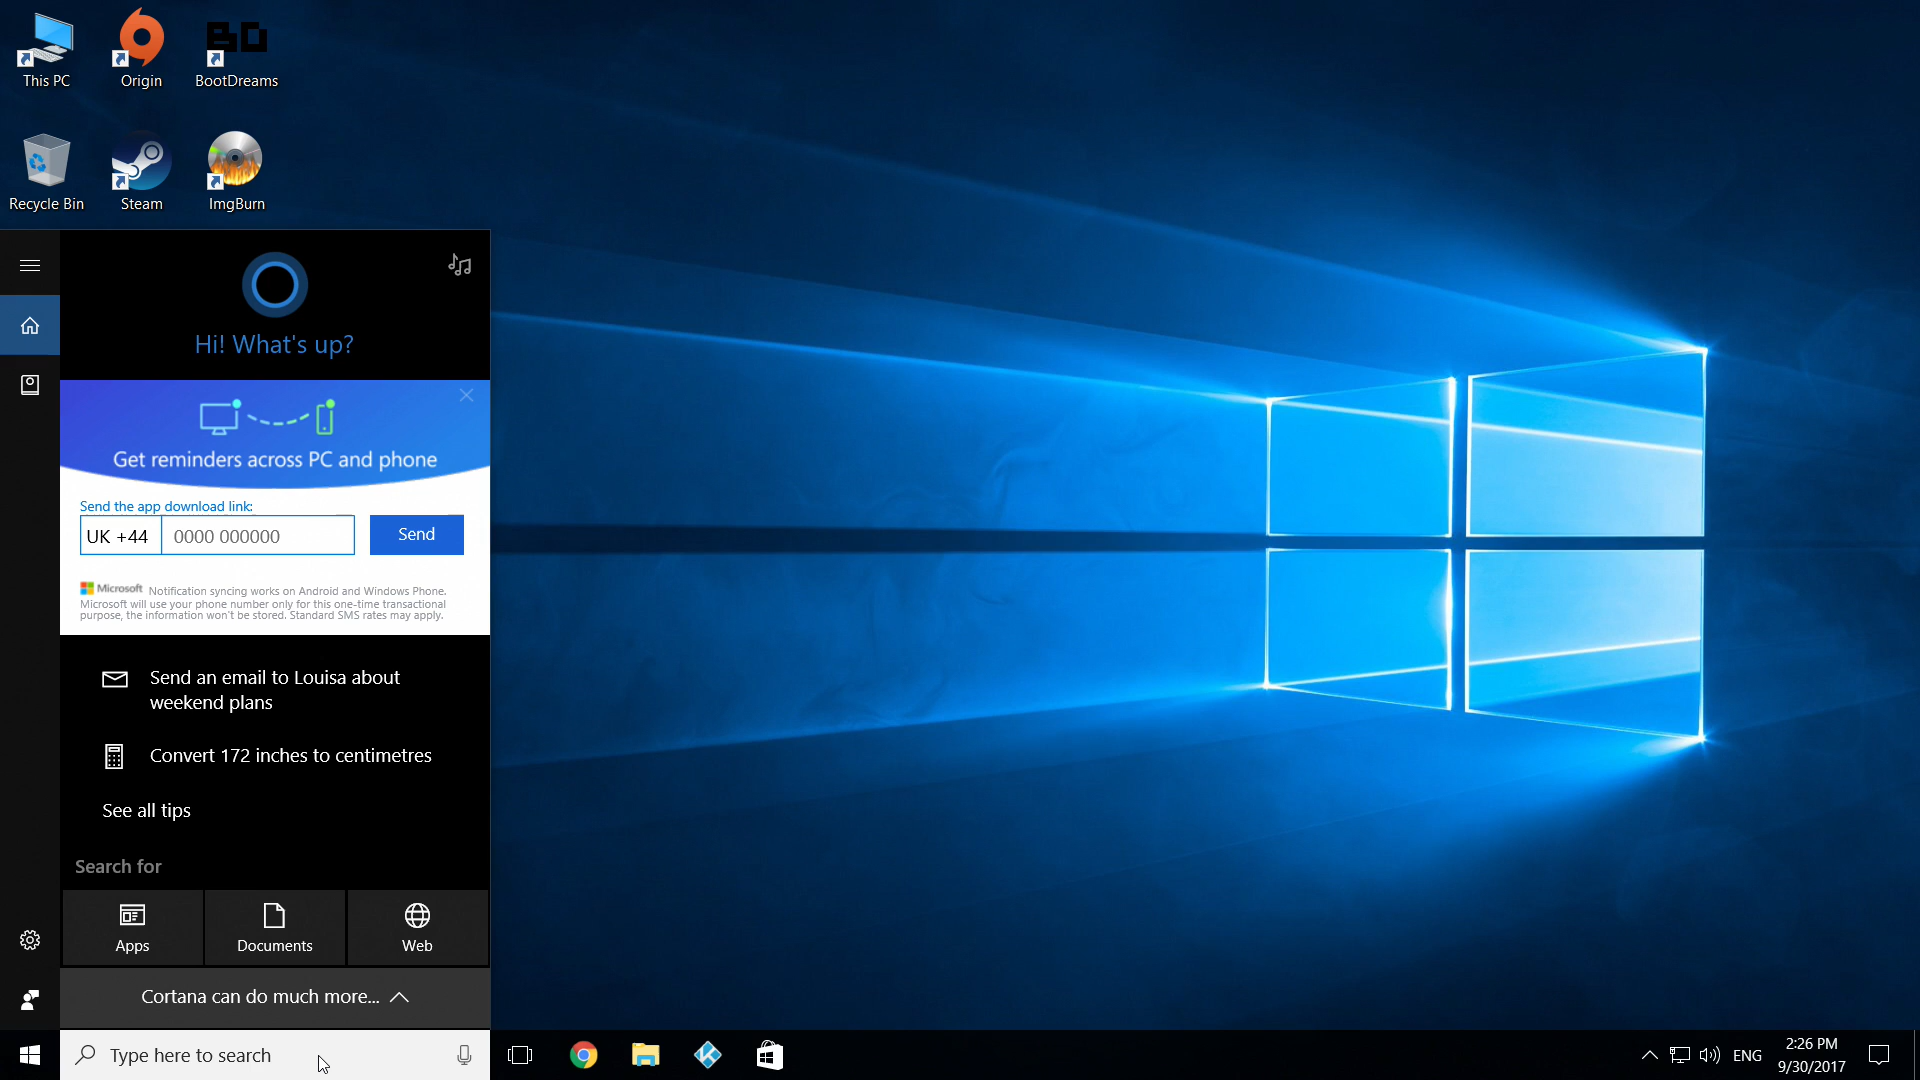 This PC
Origin
BootDreams
BD
Recycle Bin
Steam
ImgBurn
Hi! What's up?
Get reminders across PC and phone
Send the app download link:
UK +44
0000 000000
Send
Microsoft Notification syncing works on Android and Windows Phone.
Microsoft will use your phone number only for this one-time transactional
purpose, the information won't be stored. Standard SMS rates may apply.
Send an email to Louisa about
weekend plans
Convert 172 inches to centimetres
See all tips
Search for
Apps
Documents
Web
Cortana can do much more...
Type here to search
ENG
2:26 PM
9/30/2017